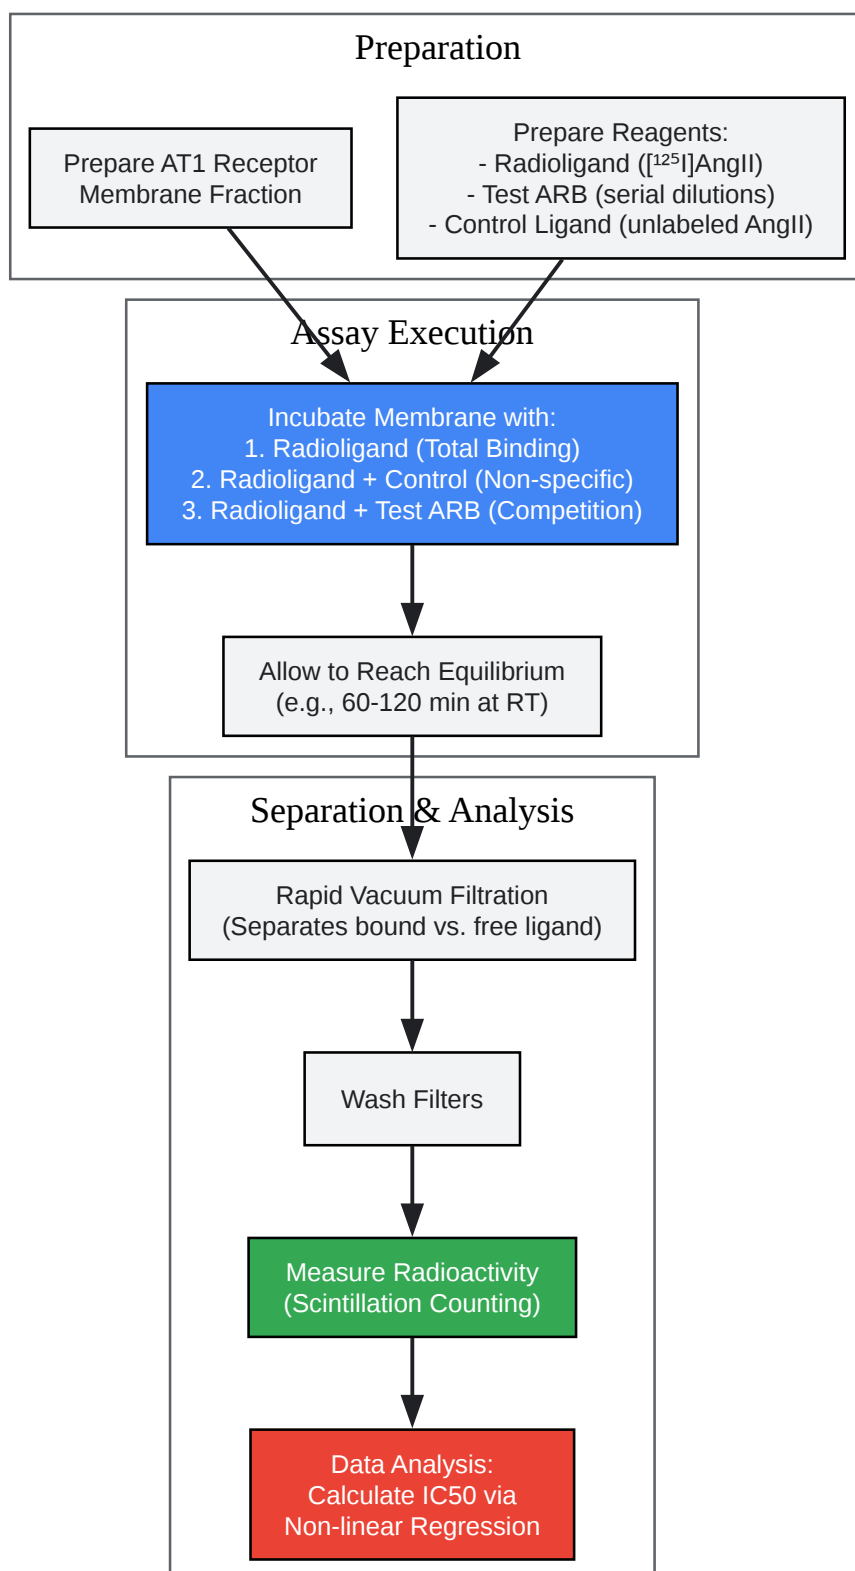 Preparation
Prepare AT1 Receptor
Membrane Fraction
Prepare Reagents:
- Radioligand ([¹²⁵I]AngII)
- Test ARB (serial dilutions)
- Control Ligand (unlabeled AngII)
Assay Execution
Incubate Membrane with:
1. Radioligand (Total Binding)
2. Radioligand + Control (Non-specific)
3. Radioligand + Test ARB (Competition)
Allow to Reach Equilibrium
(e.g., 60-120 min at RT)
Separation & Analysis
Rapid Vacuum Filtration
(Separates bound vs. free ligand)
Wash Filters
Measure Radioactivity
(Scintillation Counting)
Data Analysis:
Calculate IC50 via
Non-linear Regression